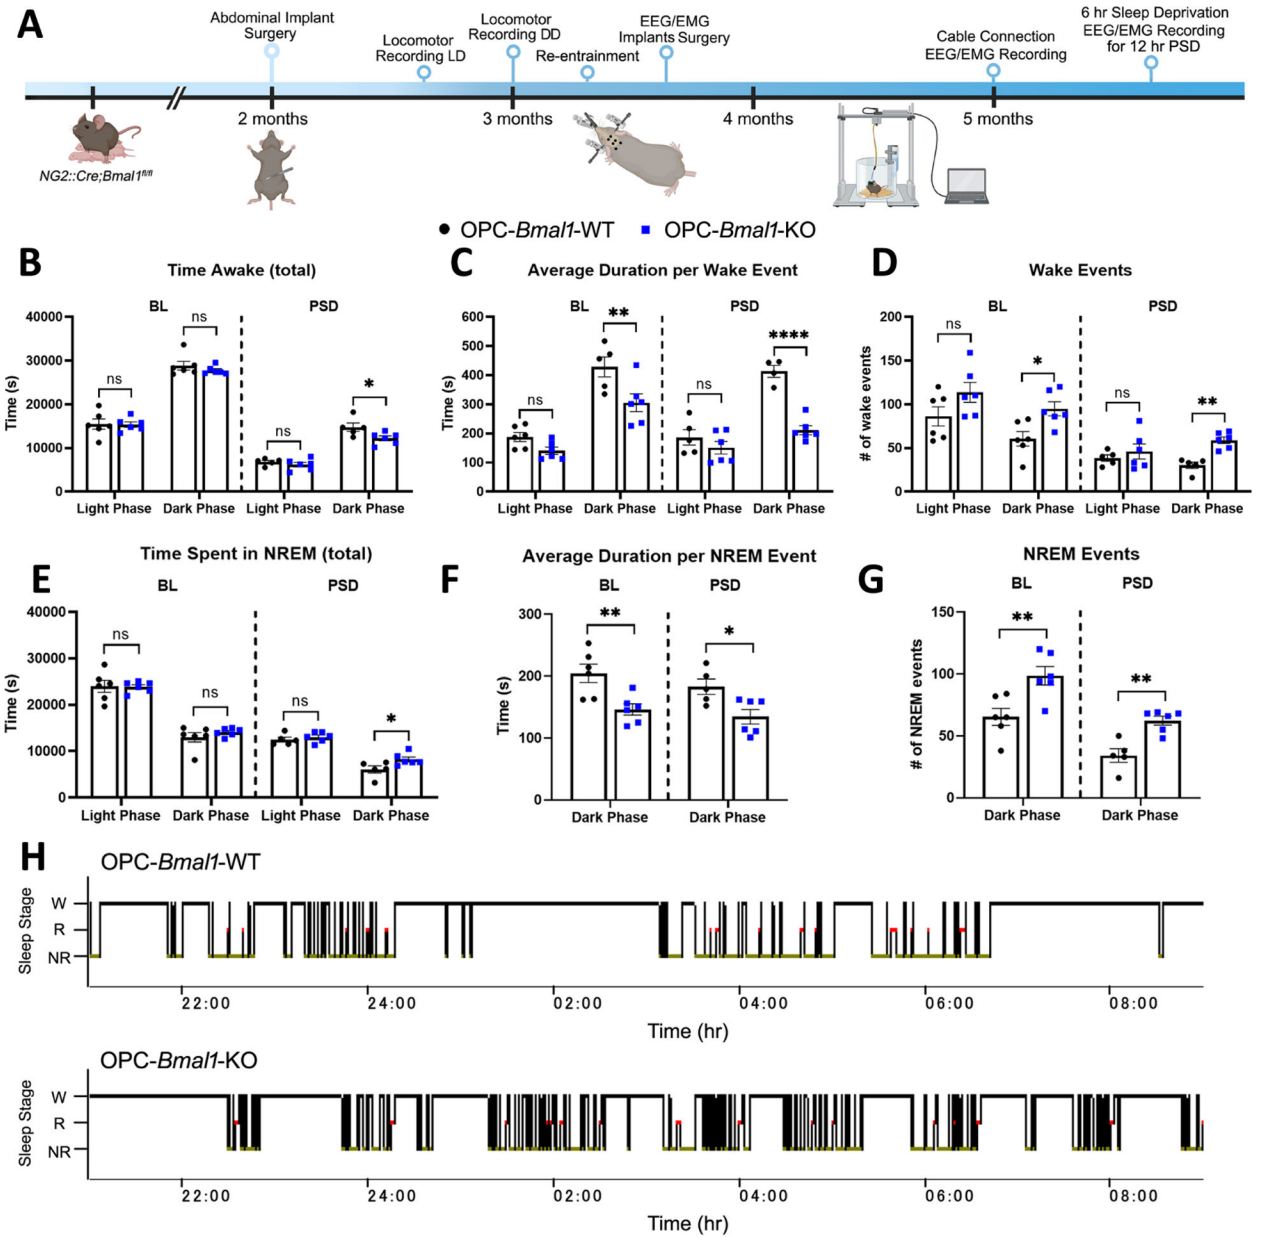 A
Abdominal Implant
Surgery
Locomotor
Recording LD
Locomotor
Recording DD
Re-entrainment
EEG/EMG
Implants Surgery
Cable Connection
EEG/EMG Recording
6 hr Sleep Deprivation
EEG/EMG Recording
for 12 hr PSD
2 months
3 months
4 months
5 months
NG2::Cre;Bmal1fl/fl
OPC-Bmal1-WT
OPC-Bmal1-KO
B
Time Awake (total)
BL
PSD
Time (s)
40000
30000
20000
10000
0
ns
ns
ns
*
Light Phase
Dark Phase
Light Phase
Dark Phase
C
Average Duration per Wake Event
BL
PSD
Time (s)
600
500
400
300
200
100
0
ns
**
ns
****
Light Phase
Dark Phase
Light Phase
Dark Phase
D
Wake Events
BL
PSD
# of wake events
200
150
100
50
0
ns
*
ns
**
Light Phase
Dark Phase
Light Phase
Dark Phase
E
Time Spent in NREM (total)
BL
PSD
Time (s)
40000
30000
20000
10000
0
ns
ns
ns
*
Light Phase
Dark Phase
Light Phase
Dark Phase
F
Average Duration per NREM Event
BL
PSD
Time (s)
300
200
100
0
**
*
Dark Phase
Dark Phase
G
NREM Events
BL
PSD
# of NREM events
150
100
50
0
**
**
Dark Phase
Dark Phase
H
OPC-Bmal1-WT
Sleep Stage
W
R
NR
22:00
24:00
02:00
04:00
06:00
08:00
Time (hr)
OPC-Bmal1-KO
Sleep Stage
W
R
NR
22:00
24:00
02:00
04:00
06:00
08:00
Time (hr)